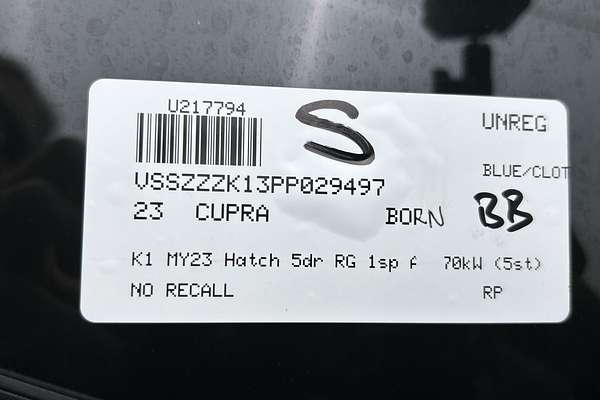 U217794
S
UNREG
BLUE/CLOT
VSSZZZK13PP029497
23 CUPRA BORN BB
K1 MY23 Hatch 5dr RG 1sp A 70kW (5st)
NO RECALL RP